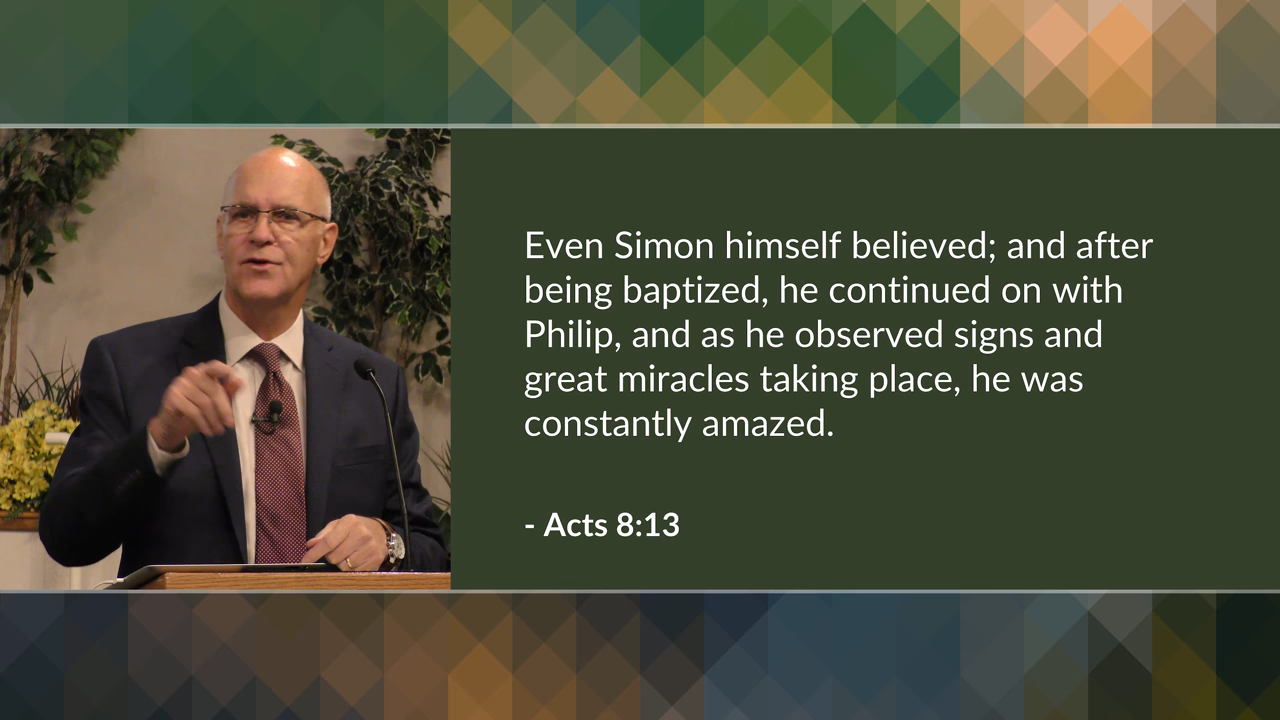 Even Simon himself believed; and after
being baptized, he continued on with
Philip, and as he observed signs and
great miracles taking place, he was
constantly amazed.
- Acts 8:13